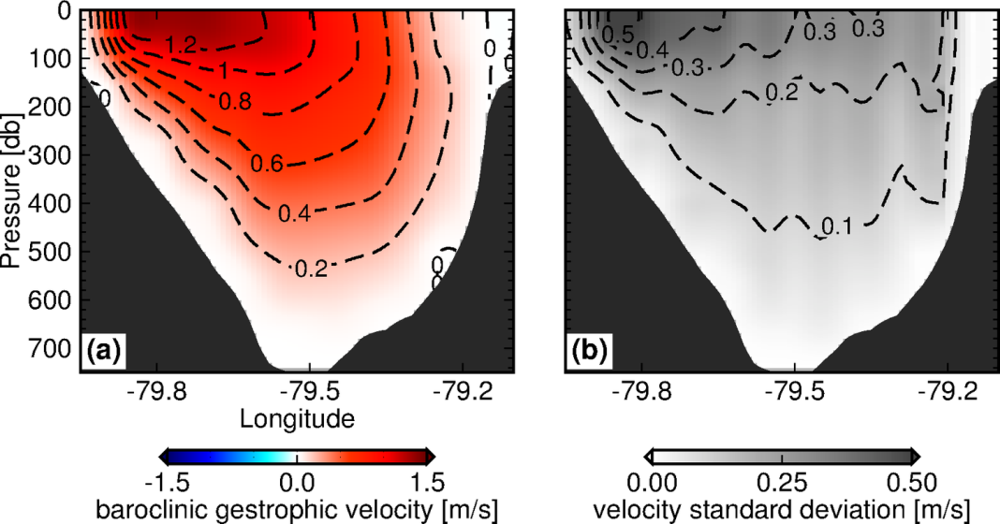 0
100
200
300
400
500
600
700
Pressure [db]
1.2
1
0.8
0.6
0.4
0.2
0
0
0
0
0
(a)
-79.8 -79.5 -79.2
Longitude
-1.5 0.0 1.5
baroclinic gestrophic velocity [m/s]
0.5
0.4
0.3
0.3
0.3
0.2
0.1
(b)
-79.8 -79.5 -79.2
0.00 0.25 0.50
velocity standard deviation [m/s]